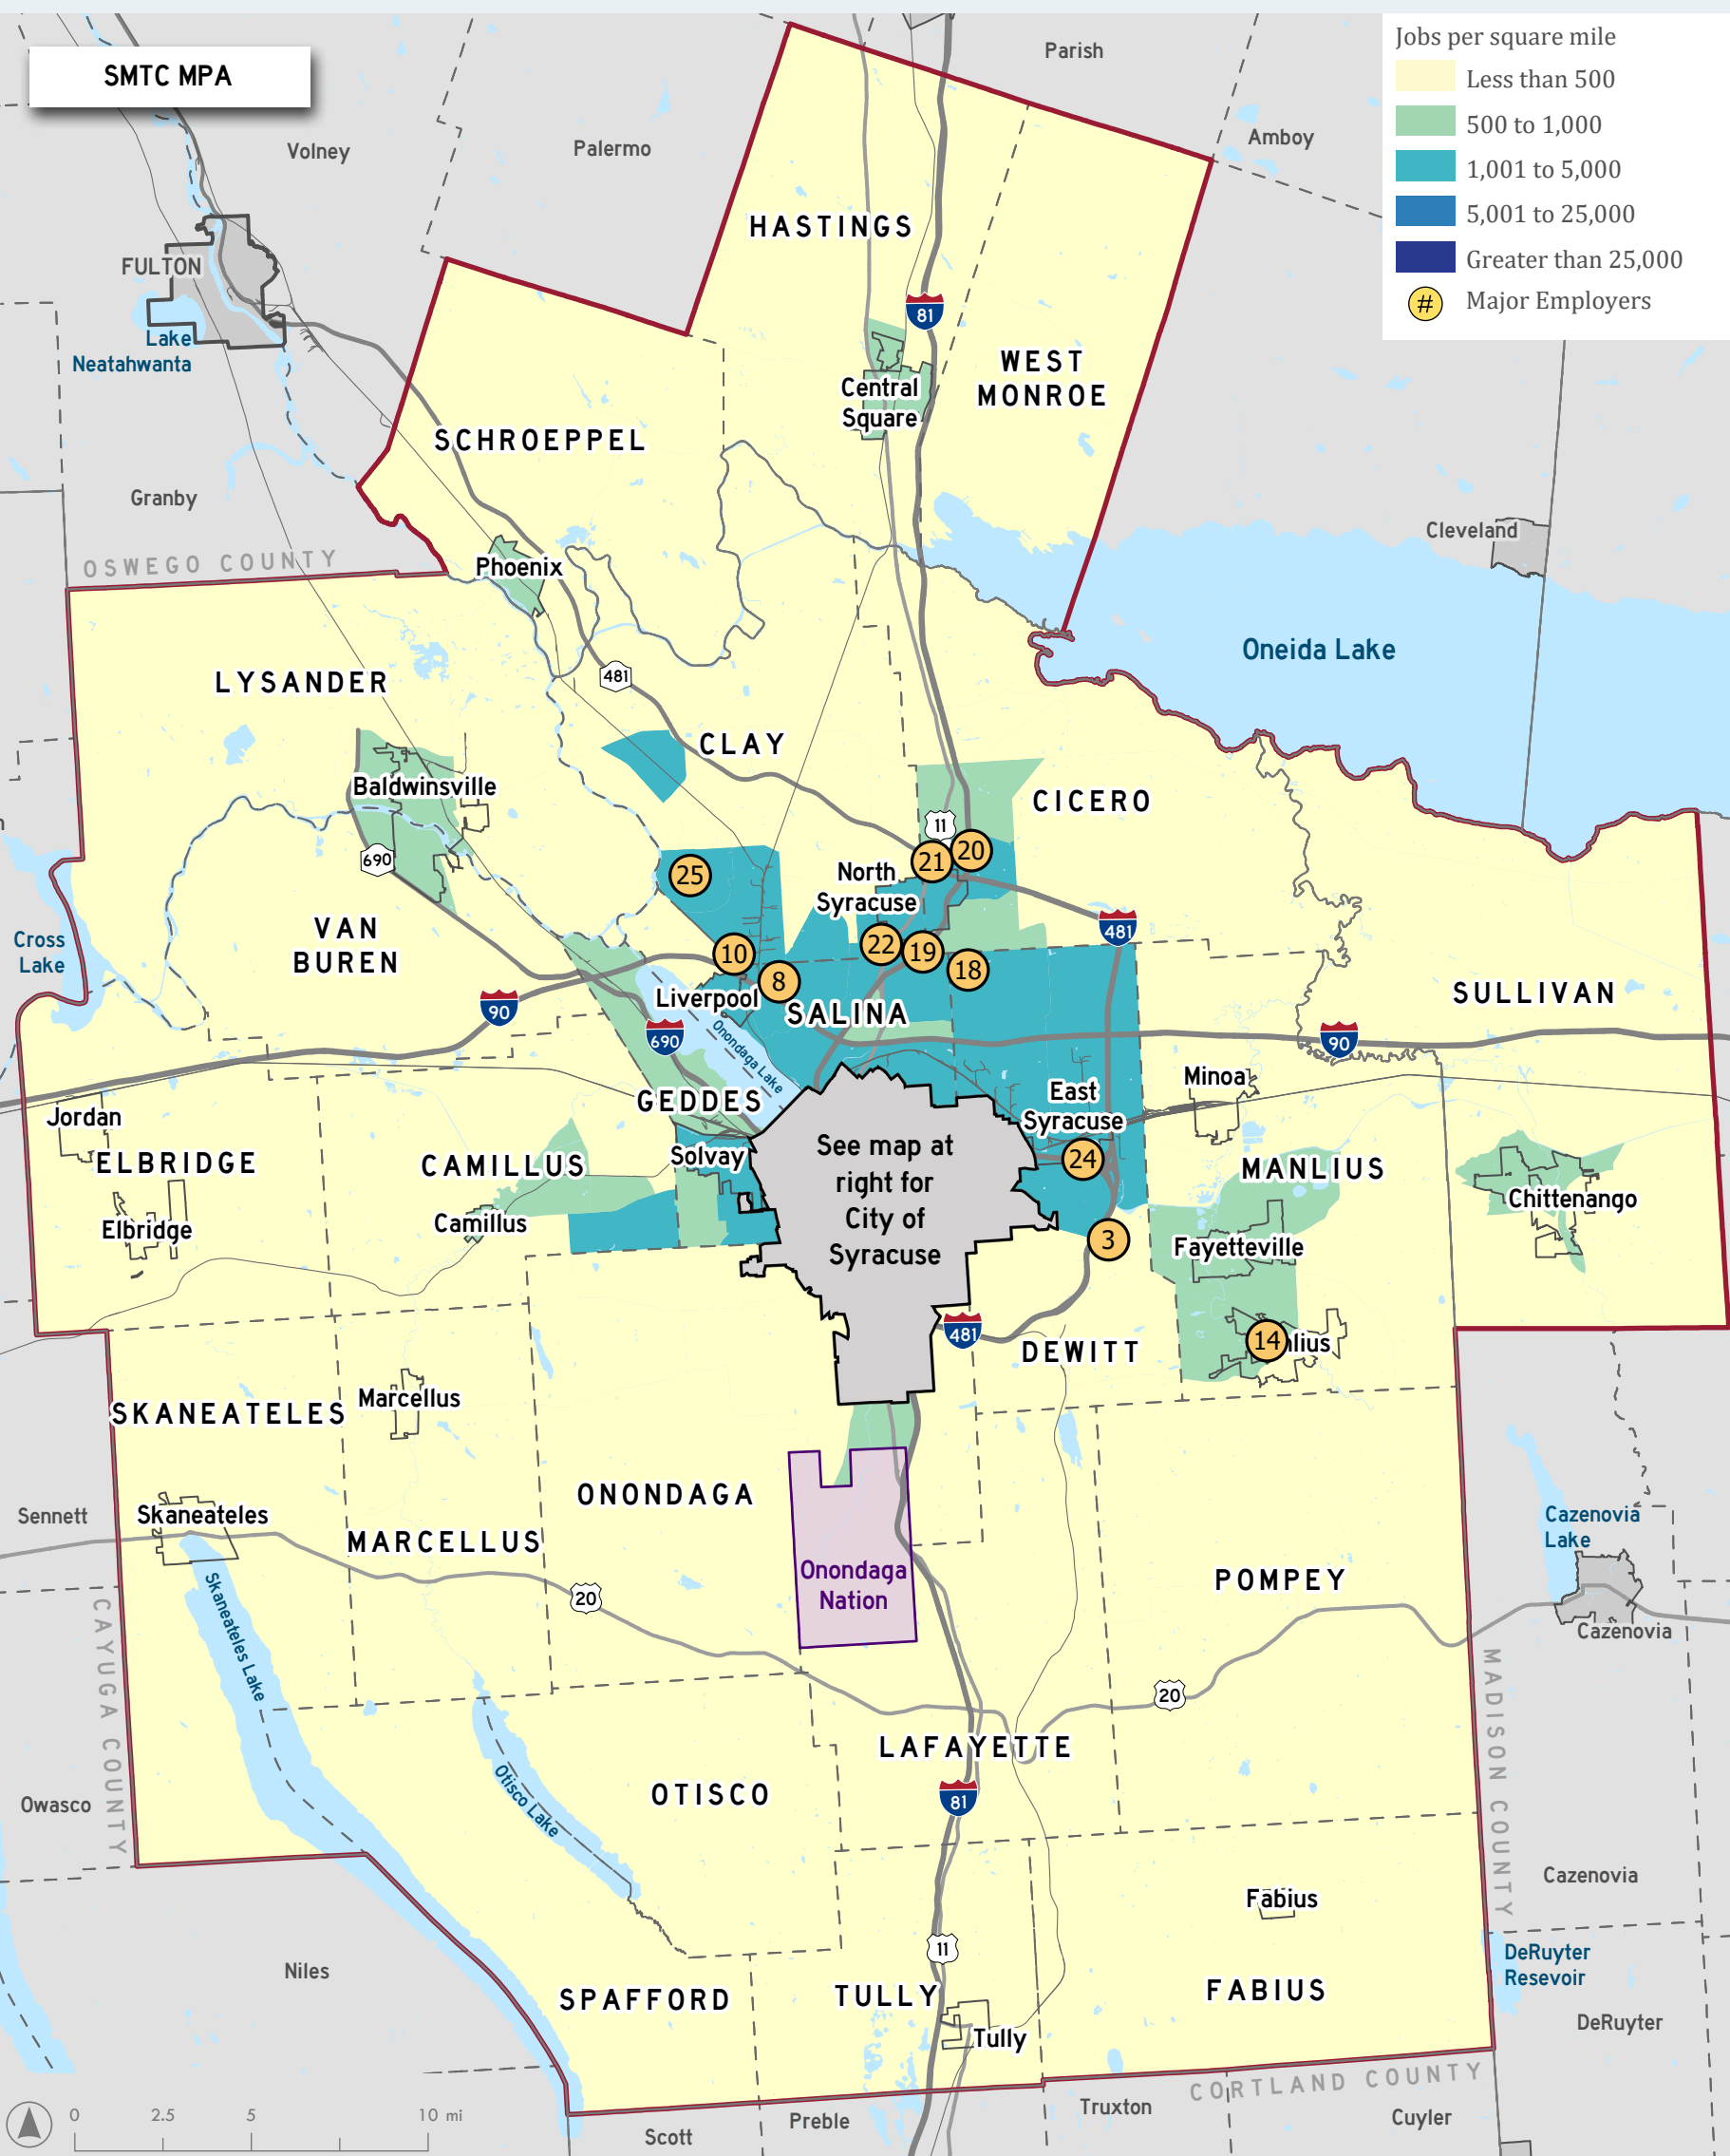 SMTC MPA
Jobs per square mile
Less than 500
500 to 1,000
1,001 to 5,000
5,001 to 25,000
Greater than 25,000
#
Major Employers
Parish
Amboy
Volney
Palermo
HASTINGS
FULTON
Lake
Neatahwanta
81
WEST
MONROE
Central
Square
SCHROEPPEL
Granby
Cleveland
OSWEGO COUNTY
Phoenix
Oneida Lake
481
LYSANDER
CLAY
Baldwinsville
CICERO
11
690
21
20
25
North
Syracuse
VAN
BUREN
Cross
Lake
481
22
19
18
10
8
SULLIVAN
Liverpool
SALINA
90
690
Onondaga Lake
90
Minoa
East
Syracuse
GEDDES
Jordan
ELBRIDGE
CAMILLUS
Solvay
See map at
right for
City of
Syracuse
24
MANLIUS
Chittenango
Elbridge
Camillus
3
Fayetteville
481
DEWITT
14
nlius
SKANEATELES
Marcellus
ONONDAGA
Sennett
Skaneateles
MARCELLUS
Cazenovia
Lake
Onondaga
Nation
POMPEY
20
Cazenovia
Skaneateles Lake
CAYUGA COUNTY
MADISON COUNTY
20
LAFAYETTE
OTISCO
Otisco Lake
81
Owasco
Cazenovia
Fabius
11
DeRuyter
Resevoir
Niles
SPAFFORD
TULLY
FABIUS
DeRuyter
Tully
CORTLAND COUNTY
Truxton
Cuyler
Preble
Scott
0
2.5
5
10 mi